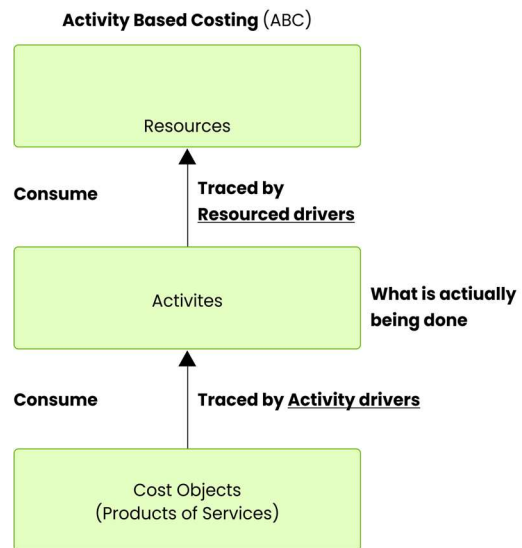 Activity Based Costing (ABC)
Resources
Consume
Traced by
Resourced drivers
Activites
What is actiually
being done
Consume
Traced by Activity drivers
Cost Objects
(Products of Services)